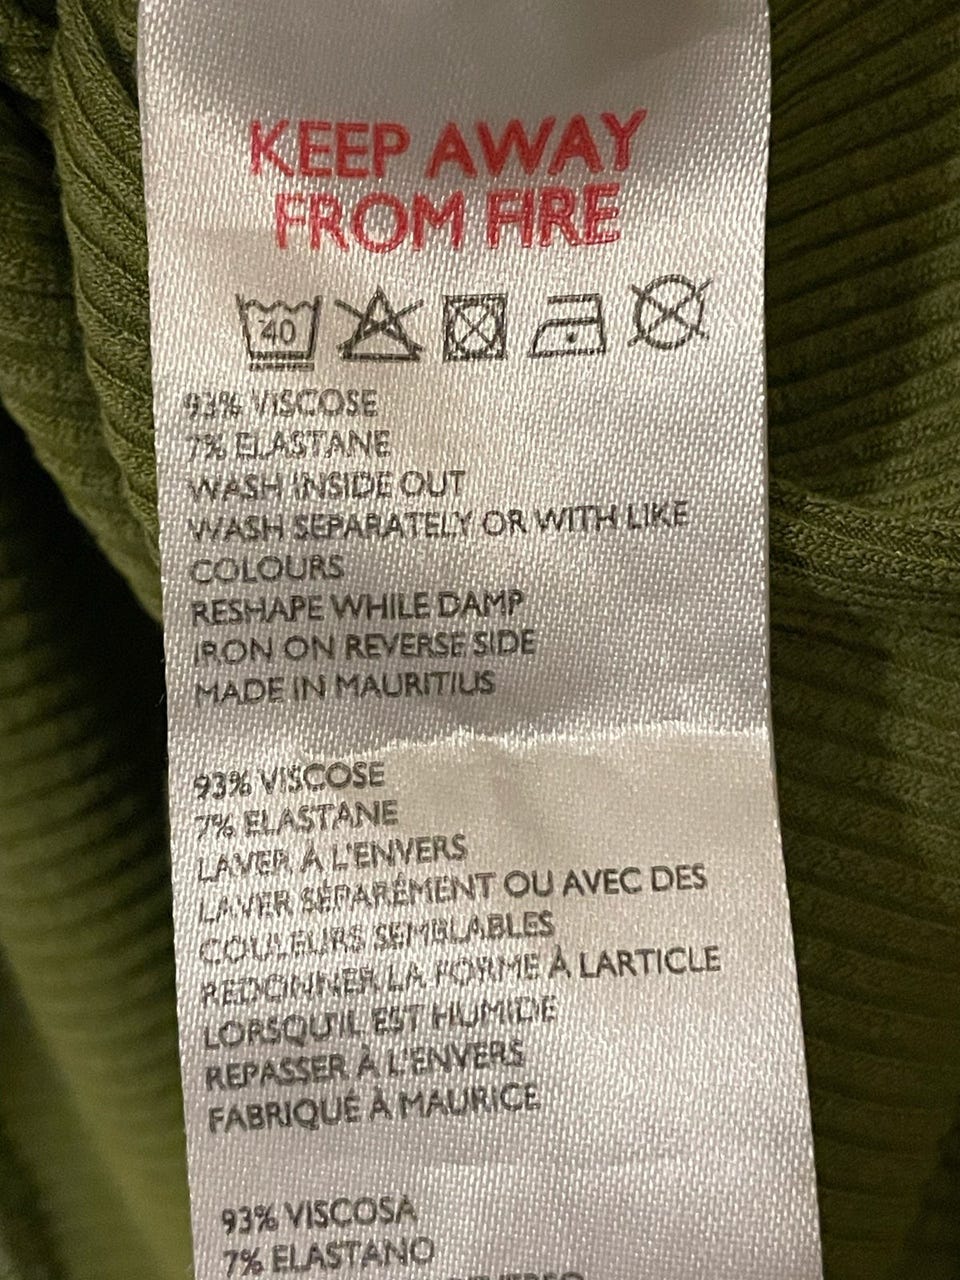 KEEP AWAY
FROM FIRE
40
93% VISCOSE
7% ELASTANE
WASH INSIDE OUT
WASH SEPARATELY OR WITH LIKE
COLOURS
RESHAPE WHILE DAMP
IRON ON REVERSE SIDE
MADE IN MAURITIUS
93% VISCOSE
7% ELASTANE
LAVER À L'ENVERS
LAVER SÉPARÉMENT OU AVEC DES
COULEURS SEMBLABLES
REDONNER LA FORME À LARTICLE
LORSQU'IL EST HUMIDE
REPASSER À L'ENVERS
FABRIQUÉ À MAURICE
93% VISCOSA
7% ELASTANO